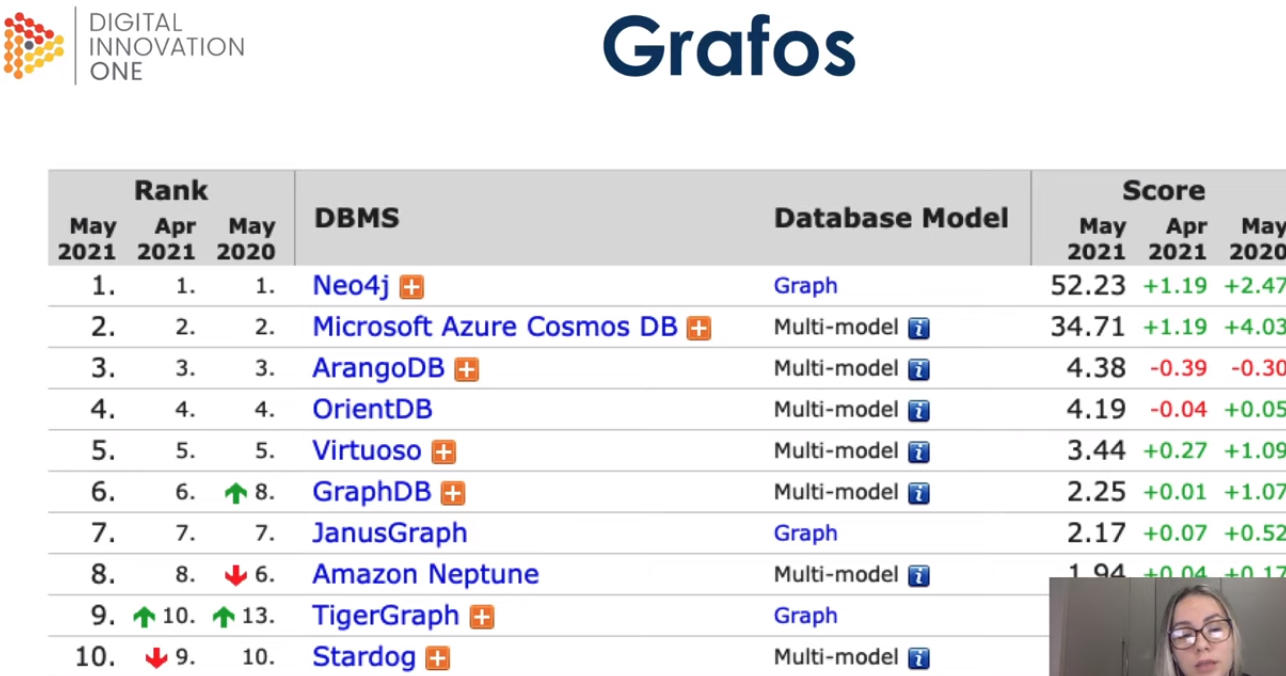 DIGITAL
INNOVATION
ONE
Grafos
Rank
DBMS
Database Model
Score
May 2021 Apr 2021 May 2020
May 2021 Apr 2021 May 2020
1. 1. 1. Neo4j Graph 52.23 +1.19 +2.47
2. 2. 2. Microsoft Azure Cosmos DB Multi-model 34.71 +1.19 +4.03
3. 3. 3. ArangoDB Multi-model 4.38 -0.39 -0.30
4. 4. 4. OrientDB Multi-model 4.19 -0.04 +0.05
5. 5. 5. Virtuoso Multi-model 3.44 +0.27 +1.09
6. 6. 8. GraphDB Multi-model 2.25 +0.01 +1.07
7. 7. 7. JanusGraph Graph 2.17 +0.07 +0.52
8. 8. 6. Amazon Neptune Multi-model 1.94 +0.04 +0.17
9. 10. 13. TigerGraph Graph
10. 9. 10. Stardog Multi-model